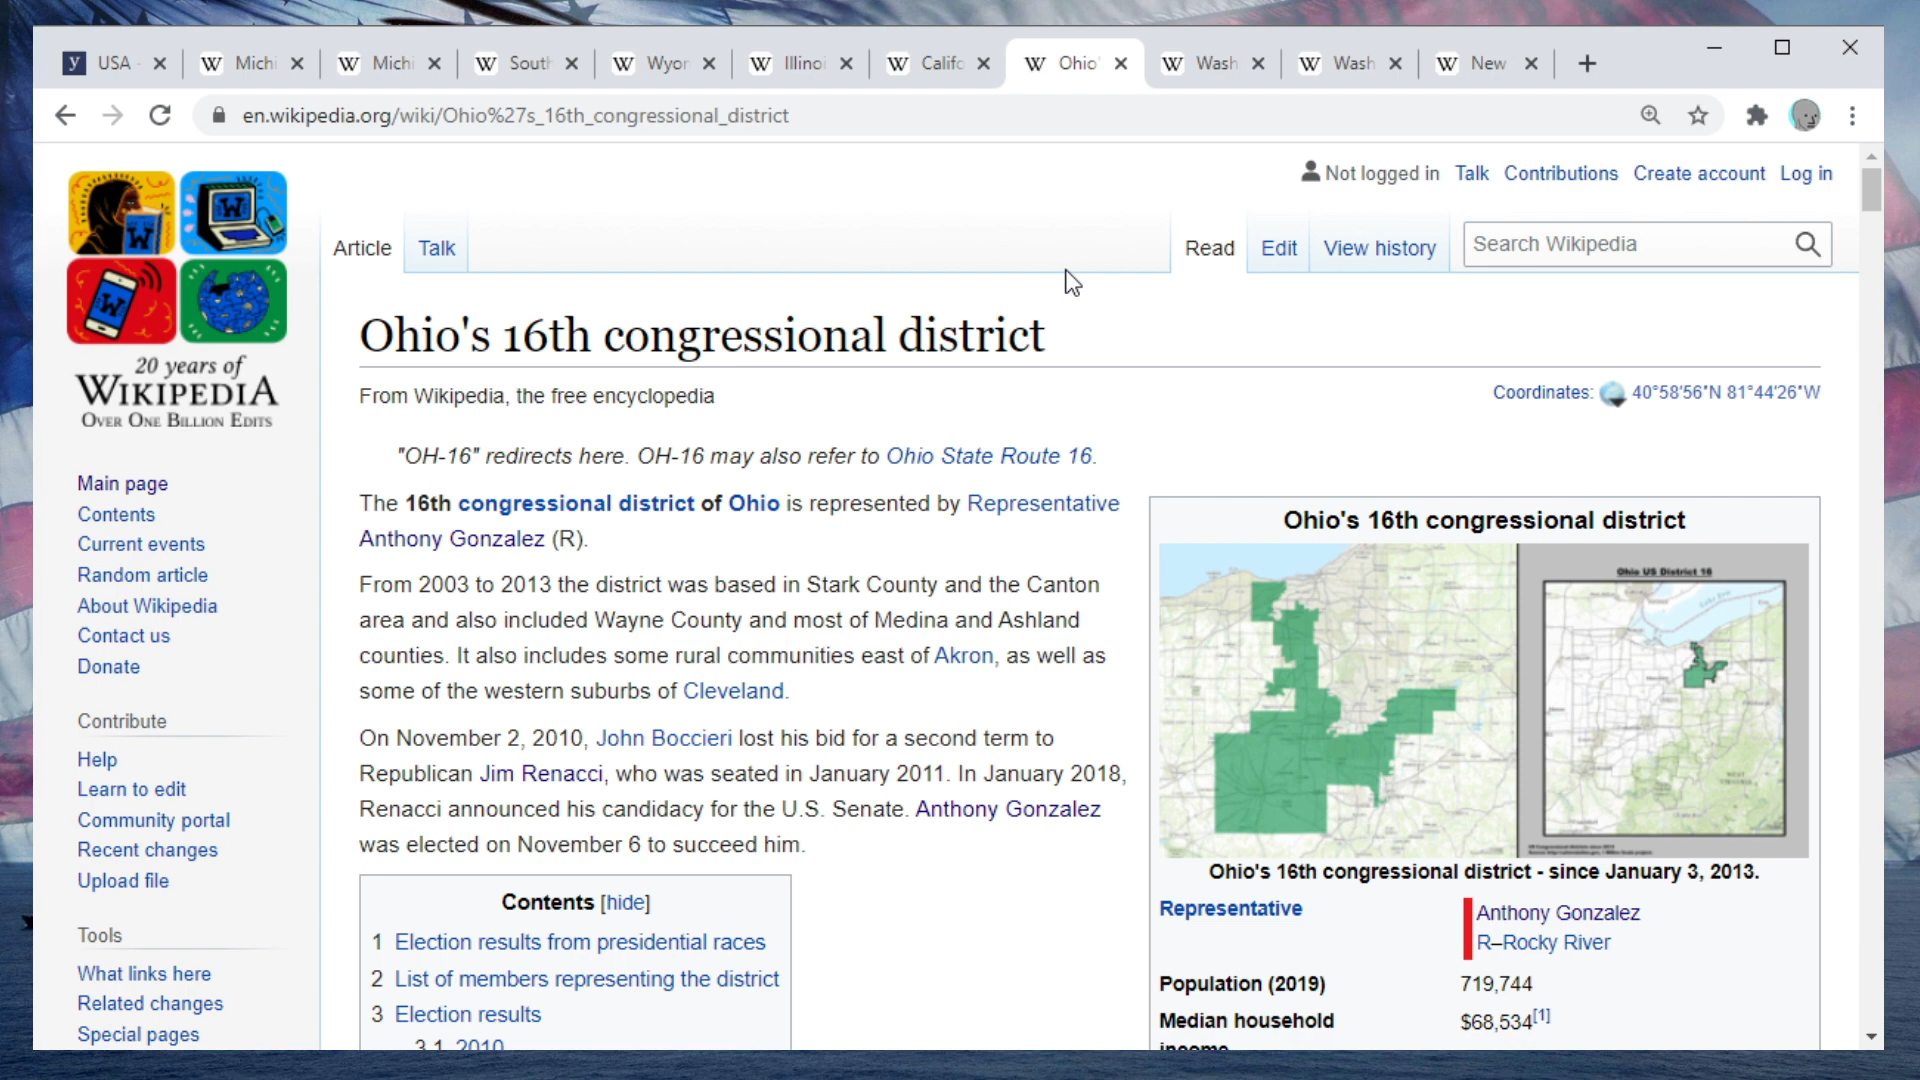 USA -
Michi
Michi
South
Wyor
Illinoi
Califo
Ohio'
Wash
Wash
New
en.wikipedia.org/wiki/Ohio%27s_16th_congressional_district
Not logged in Talk Contributions Create account Log in
Article Talk Read Edit View history Search Wikipedia
20 years of
WIKIPEDIA
OVER ONE BILLION EDITS
Main page
Contents
Current events
Random article
About Wikipedia
Contact us
Donate
Contribute
Help
Learn to edit
Community portal
Recent changes
Upload file
Tools
What links here
Related changes
Special pages
Ohio's 16th congressional district
From Wikipedia, the free encyclopedia
Coordinates: 40°58′56″N 81°44′26″W
"OH-16" redirects here. OH-16 may also refer to Ohio State Route 16.
The 16th congressional district of Ohio is represented by Representative
Anthony Gonzalez (R).
From 2003 to 2013 the district was based in Stark County and the Canton
area and also included Wayne County and most of Medina and Ashland
counties. It also includes some rural communities east of Akron, as well as
some of the western suburbs of Cleveland.
On November 2, 2010, John Boccieri lost his bid for a second term to
Republican Jim Renacci, who was seated in January 2011. In January 2018,
Renacci announced his candidacy for the U.S. Senate. Anthony Gonzalez
was elected on November 6 to succeed him.
Contents [hide]
1 Election results from presidential races
2 List of members representing the district
3 Election results
3.1 2010
Ohio's 16th congressional district
Ohio US District 16
Ohio's 16th congressional district - since January 3, 2013.
Representative
Anthony Gonzalez
R–Rocky River
Population (2019) 719,744
Median household $68,534[1]
income